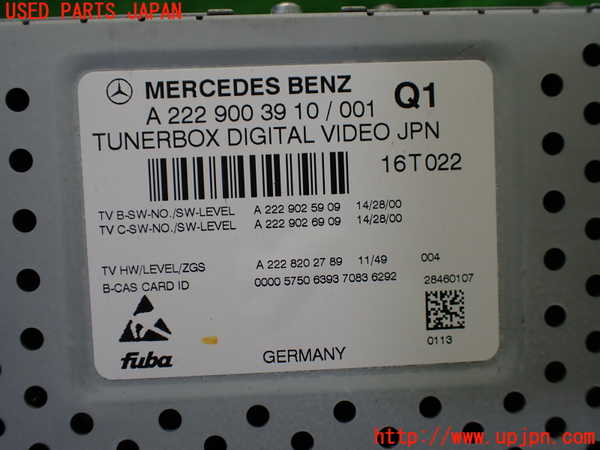 USED PARTS JAPAN
MERCEDES BENZ Q1
A 222 900 39 10 / 001
TUNERBOX DIGITAL VIDEO JPN
16T022
TV B-SW-NO./SW-LEVEL A 222 902 59 09 14/28/00
TV C-SW-NO./SW-LEVEL A 222 902 69 09 14/28/00
TV HW/LEVEL/ZGS A 222 820 27 89 11/49 004
B-CAS CARD ID 0000 5750 6393 7083 6292 28460107
fuba
GERMANY
0113
UPJ PARTS
http://www.upjpn.com/